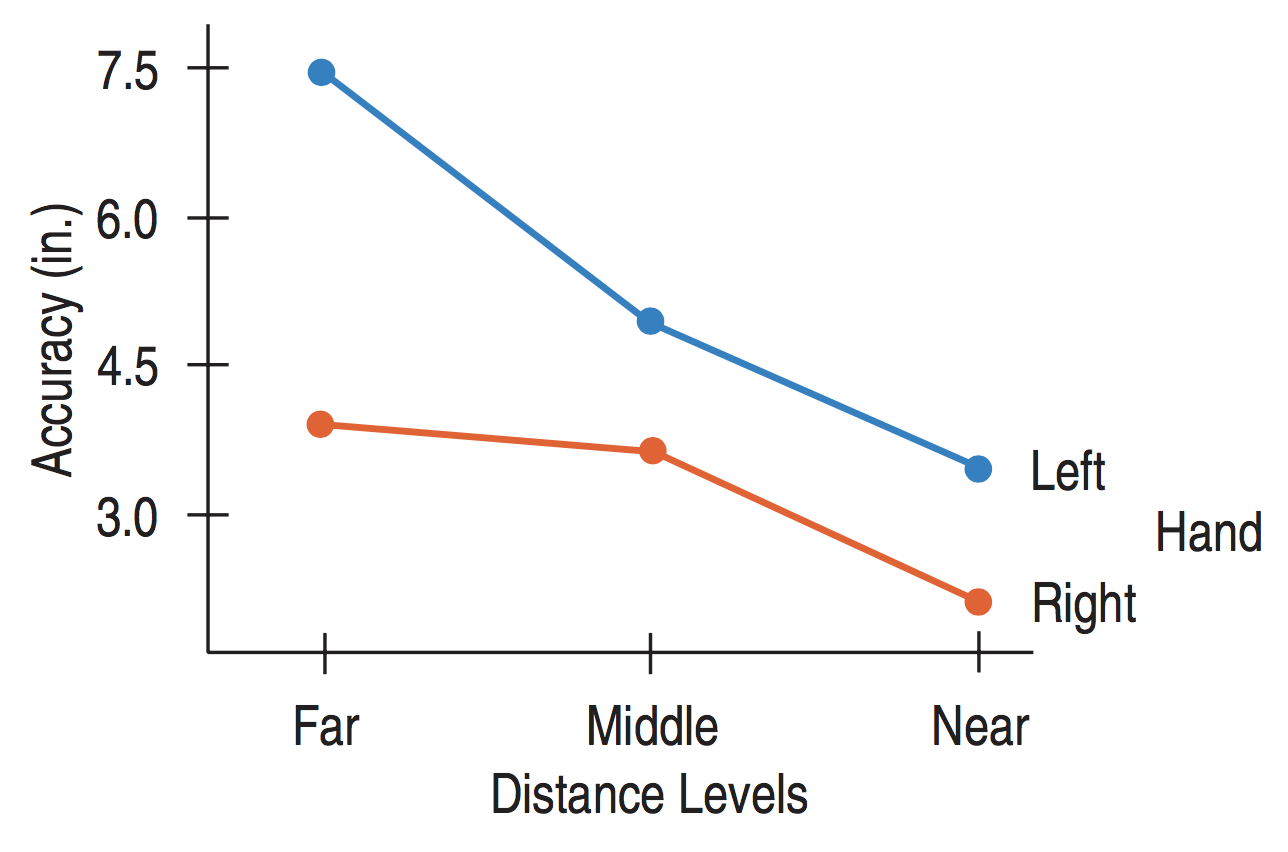 7.5
6.0
4.5
3.0
Accuracy (in.)
Left
Hand
Right
Far Middle Near
Distance Levels